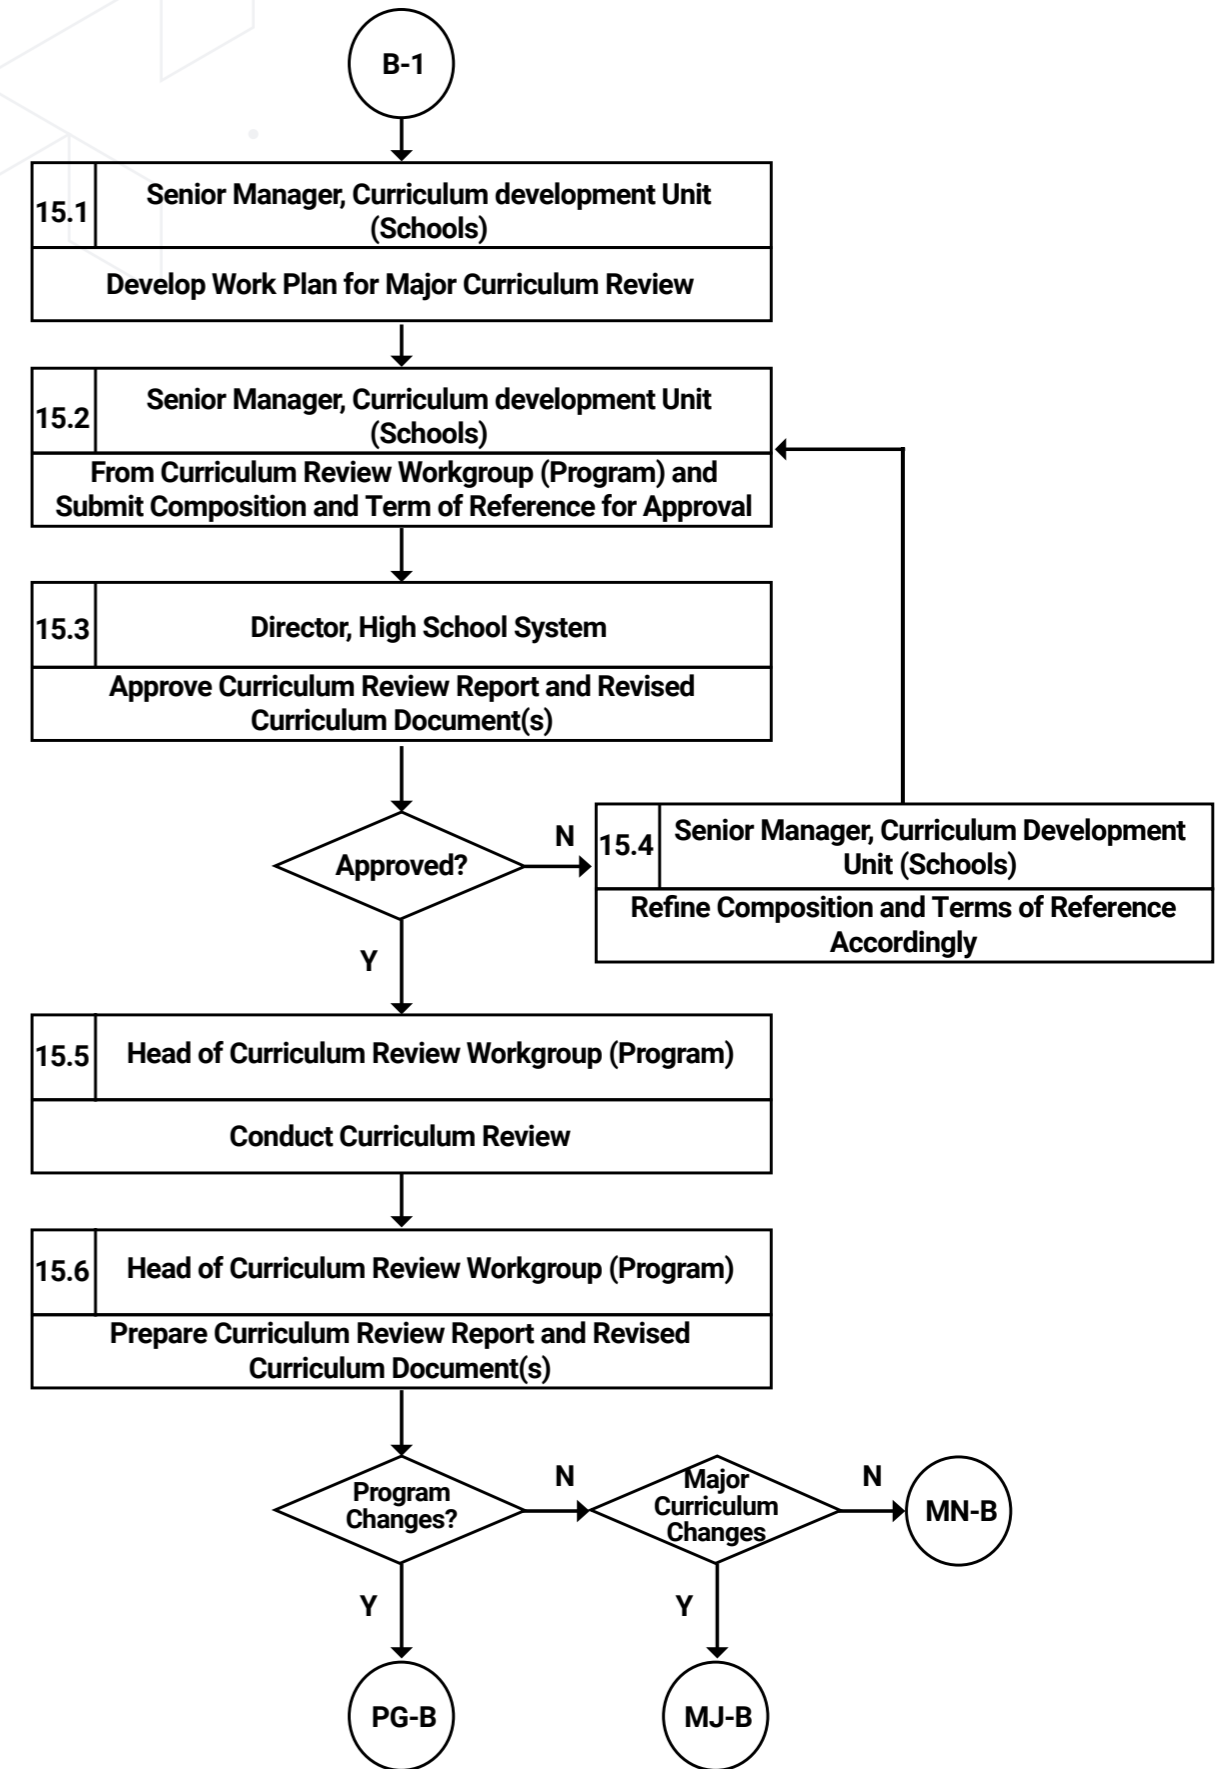 B-1
15.1
Senior Manager, Curriculum development Unit
(Schools)
Develop Work Plan for Major Curriculum Review
15.2
Senior Manager, Curriculum development Unit
(Schools)
From Curriculum Review Workgroup (Program) and
Submit Composition and Term of Reference for Approval
15.3
Director, High School System
Approve Curriculum Review Report and Revised
Curriculum Document(s)
Approved?
N
15.4
Senior Manager, Curriculum Development
Unit (Schools)
Refine Composition and Terms of Reference
Accordingly
Y
15.5
Head of Curriculum Review Workgroup (Program)
Conduct Curriculum Review
15.6
Head of Curriculum Review Workgroup (Program)
Prepare Curriculum Review Report and Revised
Curriculum Document(s)
Program
Changes?
N
Major
Curriculum
Changes
N
MN-B
Y
Y
PG-B
MJ-B